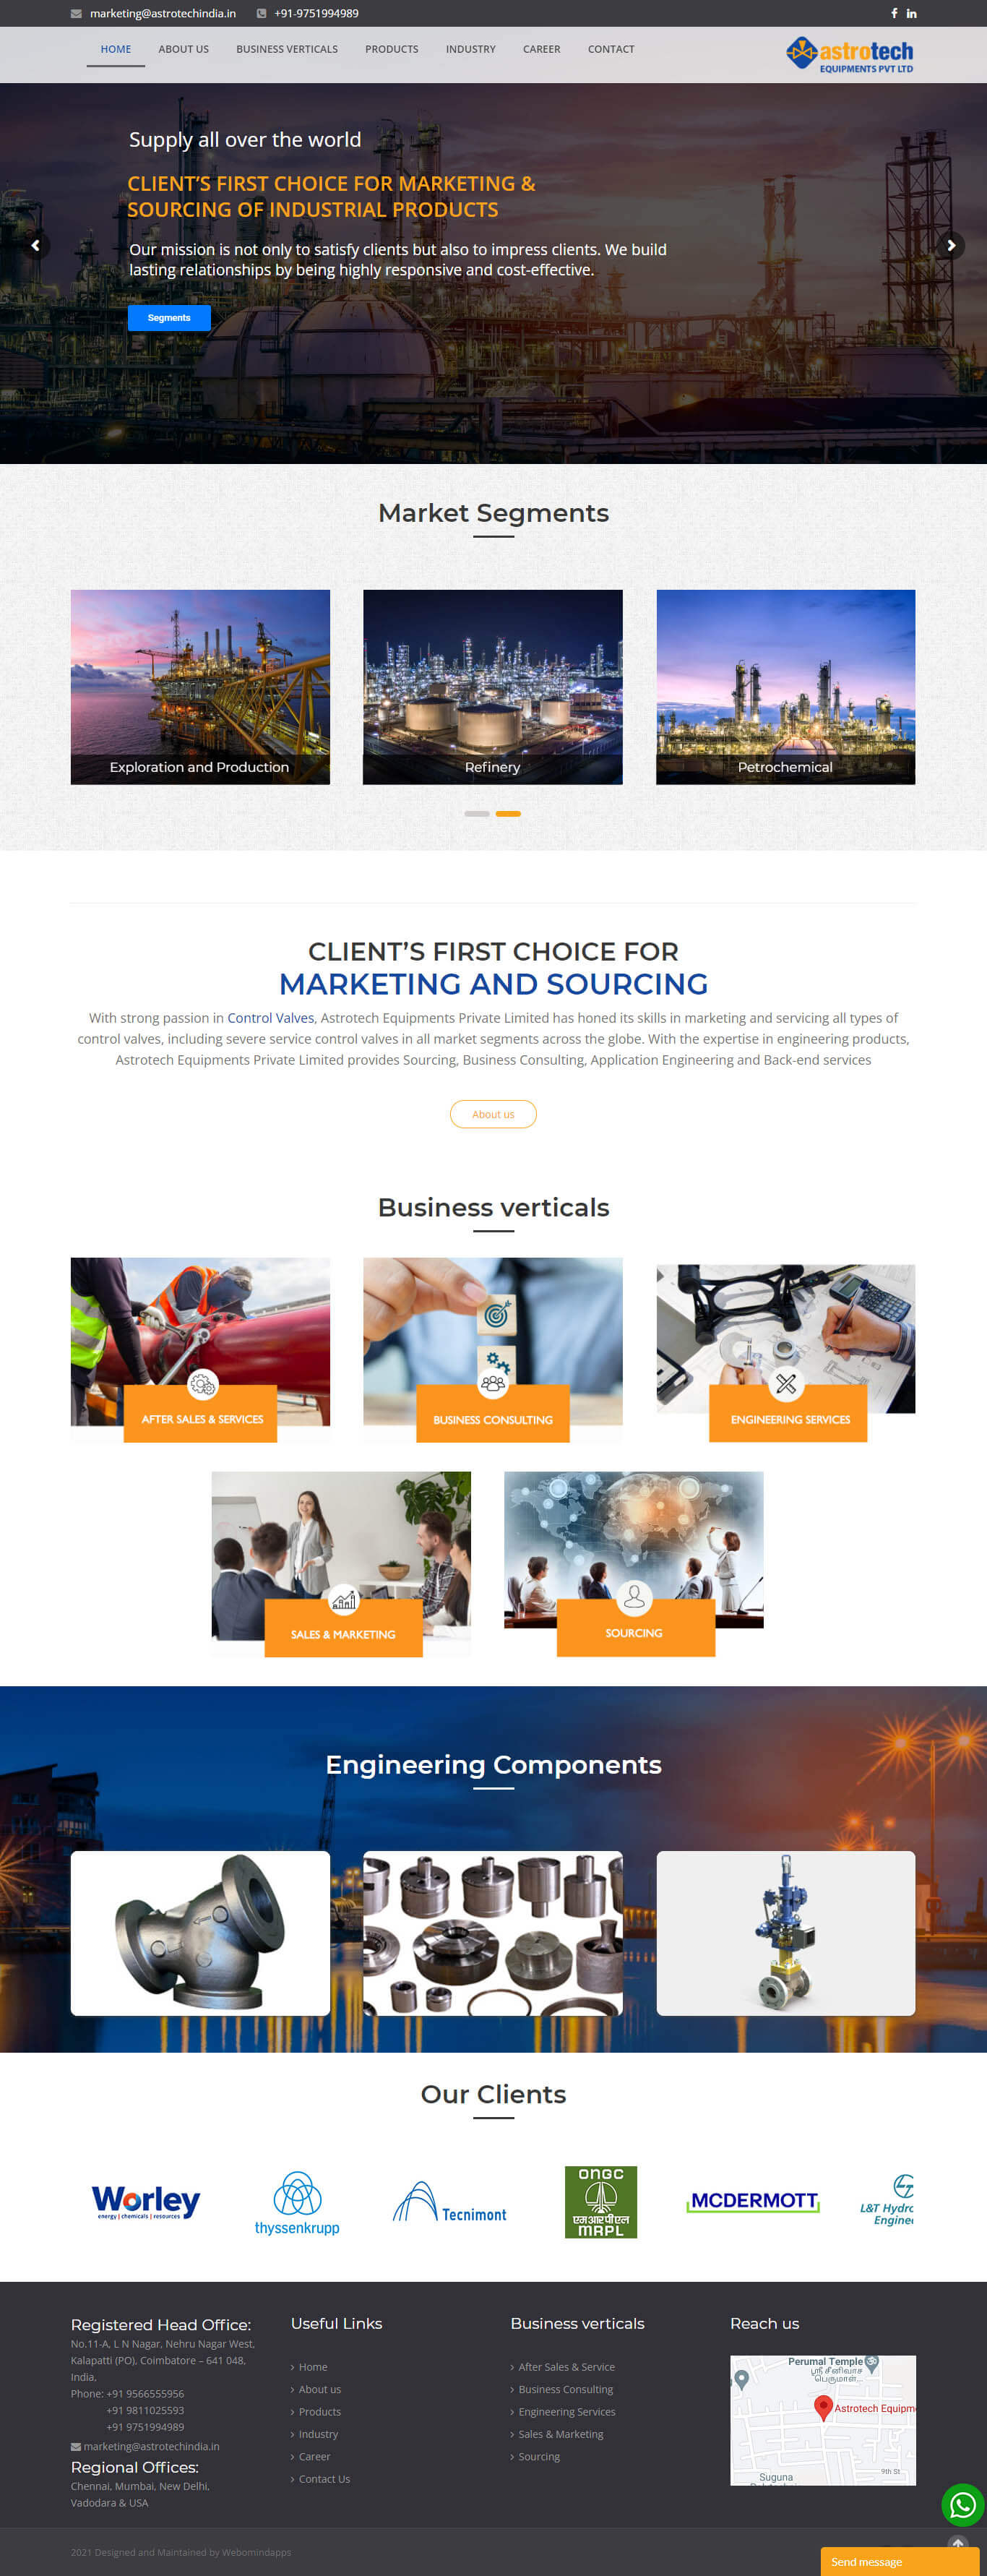 marketing@astrotechindia.in +91-9751994989
HOME ABOUT US BUSINESS VERTICALS PRODUCTS INDUSTRY CAREER CONTACT
astrotech
EQUIPMENTS PVT LTD
Supply all over the world
CLIENT'S FIRST CHOICE FOR MARKETING &
SOURCING OF INDUSTRIAL PRODUCTS
Our mission is not only to satisfy clients but also to impress clients. We build
lasting relationships by being highly responsive and cost-effective.
Segments
Market Segments
Exploration and Production
Refinery
Petrochemical
CLIENT'S FIRST CHOICE FOR
MARKETING AND SOURCING
With strong passion in Control Valves, Astrotech Equipments Private Limited has honed its skills in marketing and servicing all types of
control valves, including severe service control valves in all market segments across the globe. With the expertise in engineering products,
Astrotech Equipments Private Limited provides Sourcing, Business Consulting, Application Engineering and Back-end services
About us
Business verticals
AFTER SALES & SERVICES
BUSINESS CONSULTING
ENGINEERING SERVICES
SALES & MARKETING
SOURCING
Engineering Components
Our Clients
Worley
energy | chemicals | resources
thyssenkrupp
Tecnimont
ONGC
एमआरपीएल
MRPL
MCDERMOTT
L&T Hydrc
Engine
Registered Head Office:
No.11-A, L N Nagar, Nehru Nagar West,
Kalapatti (PO), Coimbatore – 641 048,
India,
Phone: +91 9566555956
+91 9811025593
+91 9751994989
marketing@astrotechindia.in
Regional Offices:
Chennai, Mumbai, New Delhi,
Vadodara & USA
Useful Links
› Home
› About us
› Products
› Industry
› Career
› Contact Us
Business verticals
› After Sales & Service
› Business Consulting
› Engineering Services
› Sales & Marketing
› Sourcing
Reach us
Perumal Temple
ஸ்ரீ சீனிவாச
பெருமாள்...
Astrotech Equipm
9th St
Suguna
2021 Designed and Maintained by Webomindapps
Send message